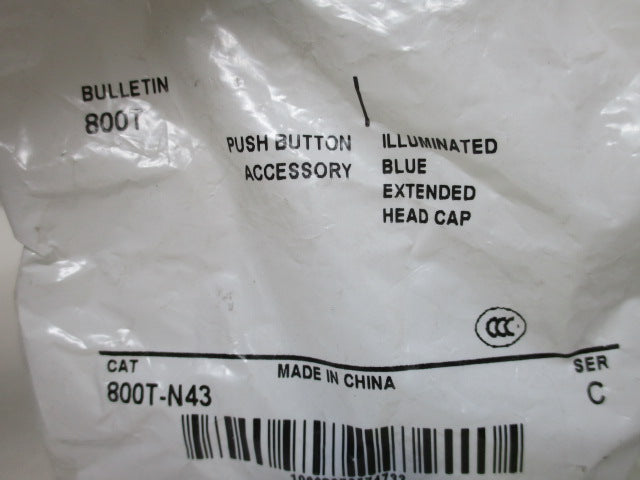 BULLETIN
800T
PUSH BUTTON
ACCESSORY
ILLUMINATED
BLUE
EXTENDED
HEAD CAP
CCC
CAT
800T-N43
MADE IN CHINA
SER
C